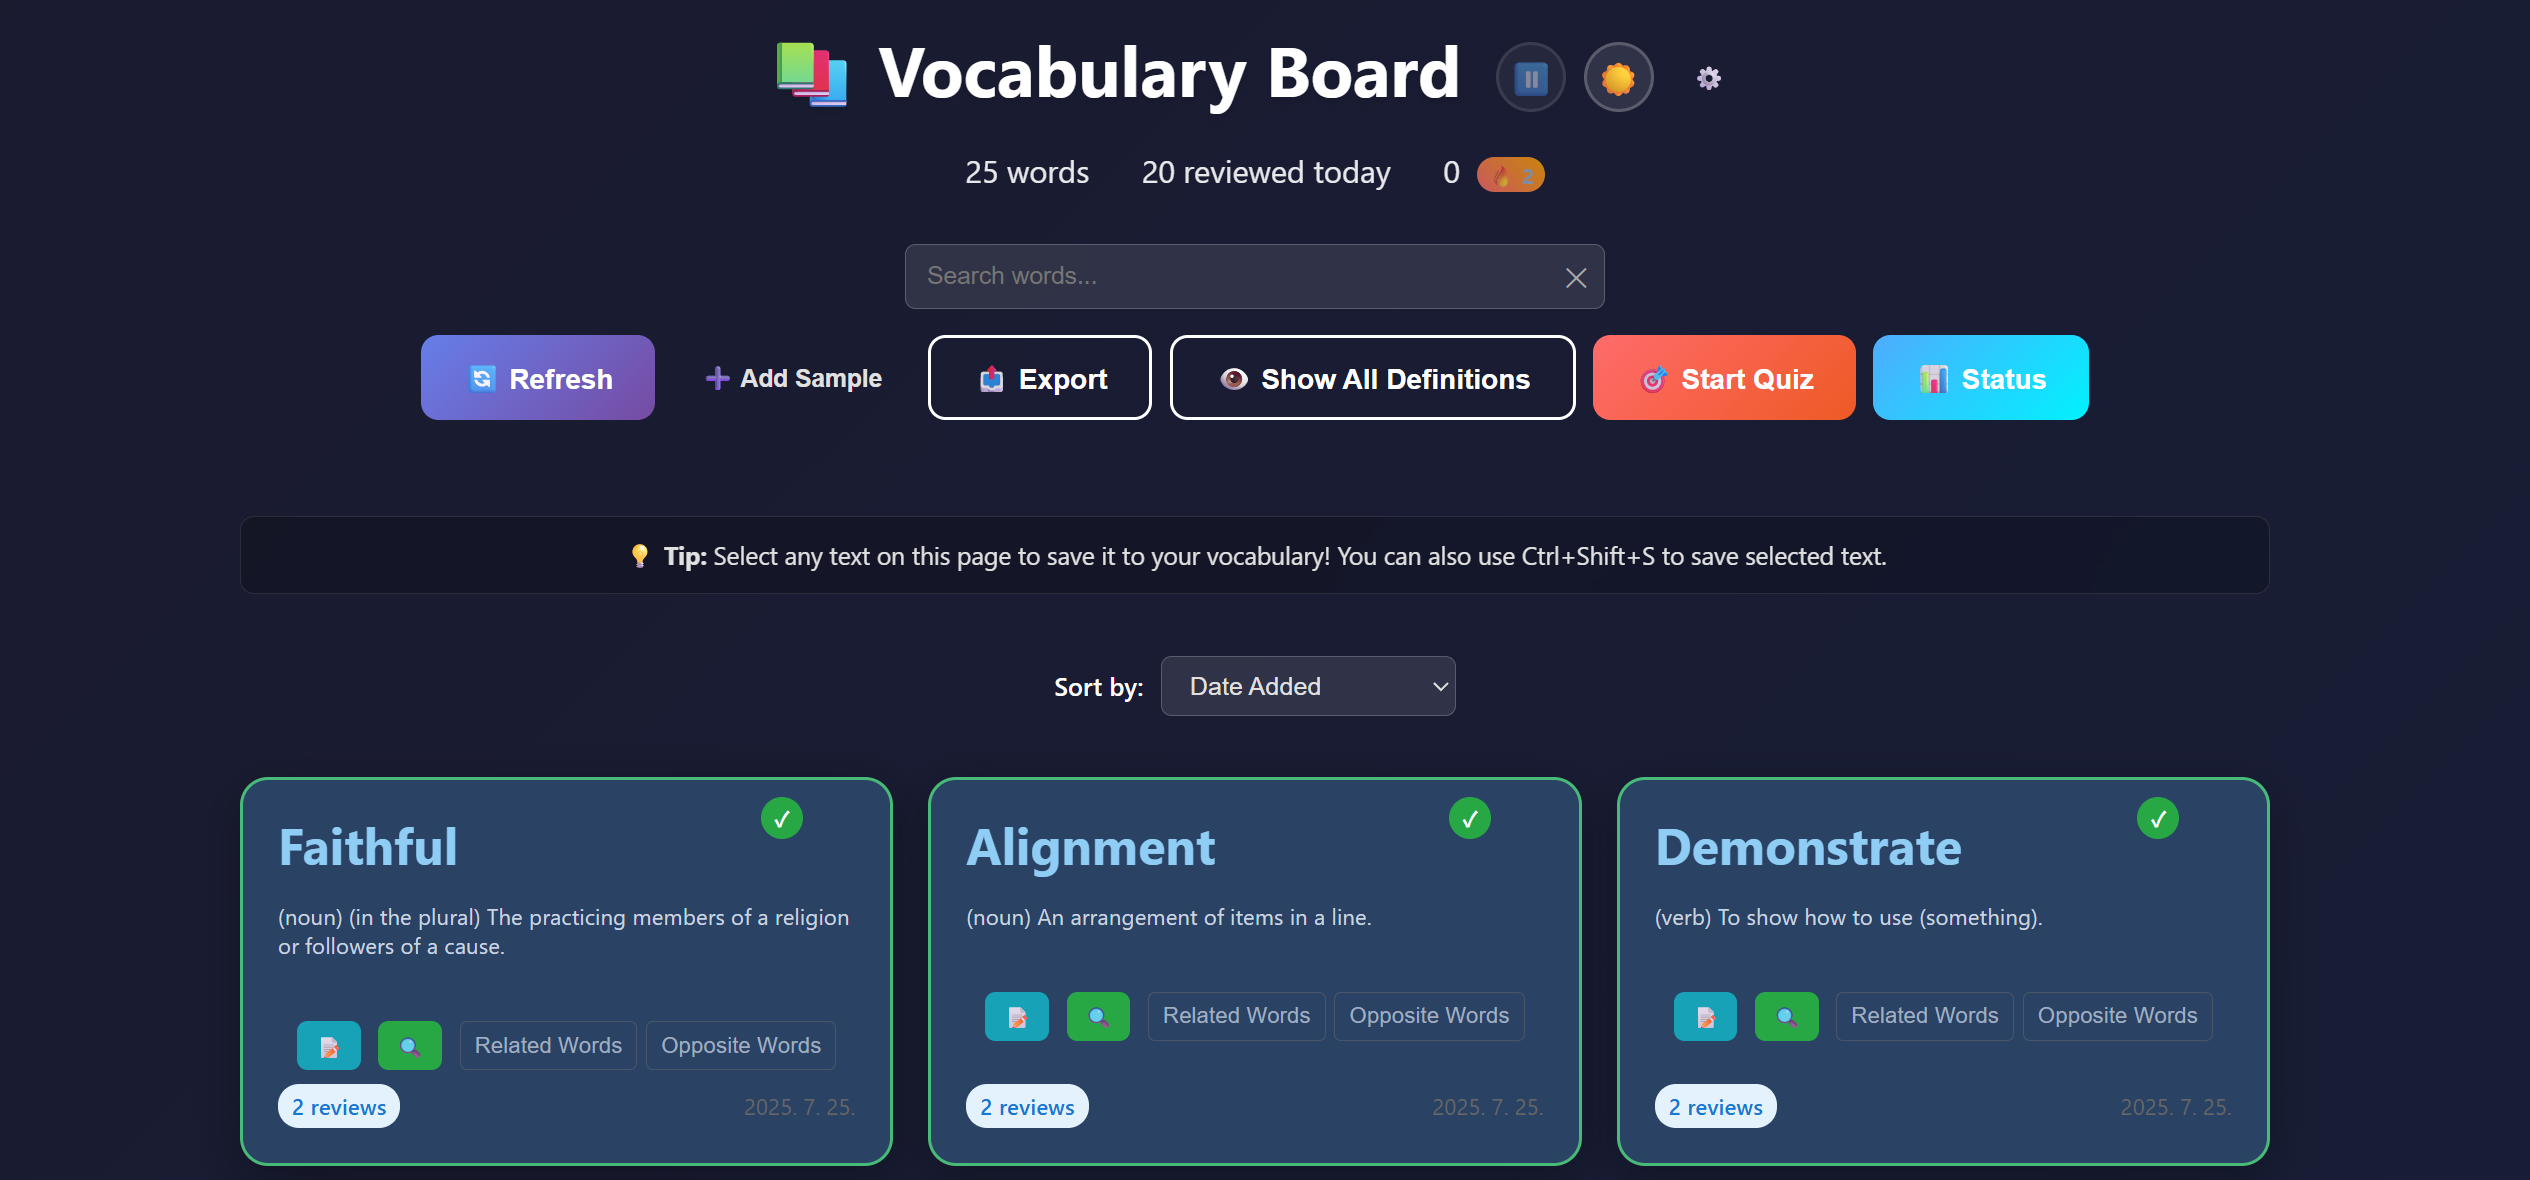 Vocabulary Board
25 words 20 reviewed today 0 2
Search words...
Refresh Add Sample Export Show All Definitions Start Quiz Status
Tip: Select any text on this page to save it to your vocabulary! You can also use Ctrl+Shift+S to save selected text.
Sort by: Date Added
Faithful
(noun) (in the plural) The practicing members of a religion
or followers of a cause.
Related Words Opposite Words
2 reviews 2025. 7. 25.
Alignment
(noun) An arrangement of items in a line.
Related Words Opposite Words
2 reviews 2025. 7. 25.
Demonstrate
(verb) To show how to use (something).
Related Words Opposite Words
2 reviews 2025. 7. 25.